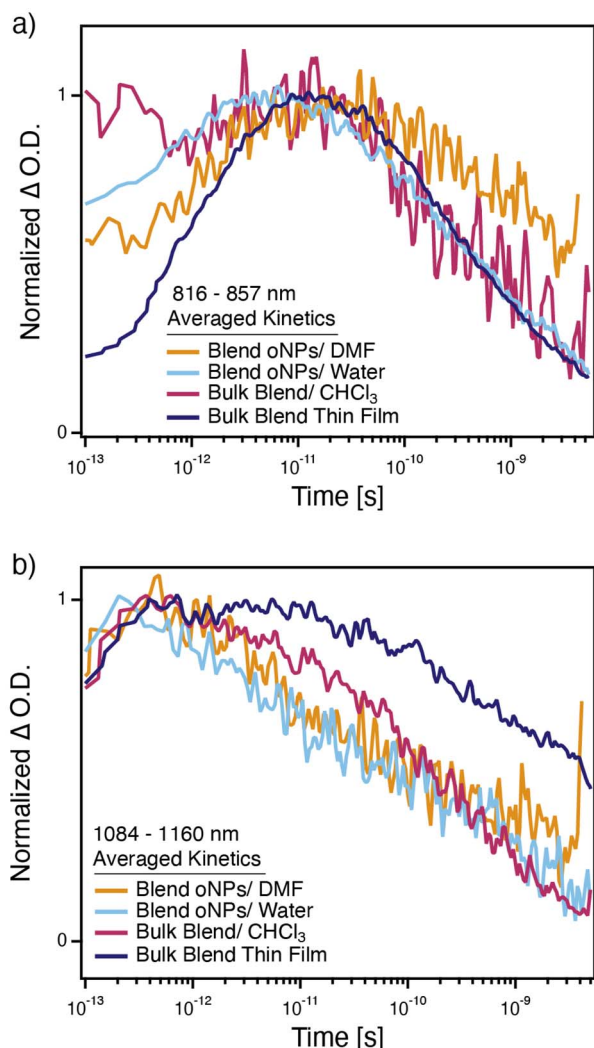 a)
Normalized Δ O.D.
1
0
816 - 857 nm
Averaged Kinetics
Blend oNPs/ DMF
Blend oNPs/ Water
Bulk Blend/ CHCl₃
Bulk Blend Thin Film
10⁻¹³ 10⁻¹² 10⁻¹¹ 10⁻¹⁰ 10⁻⁹
Time [s]
b)
Normalized Δ O.D.
1
0
1084 - 1160 nm
Averaged Kinetics
Blend oNPs/ DMF
Blend oNPs/ Water
Bulk Blend/ CHCl₃
Bulk Blend Thin Film
10⁻¹³ 10⁻¹² 10⁻¹¹ 10⁻¹⁰ 10⁻⁹
Time [s]